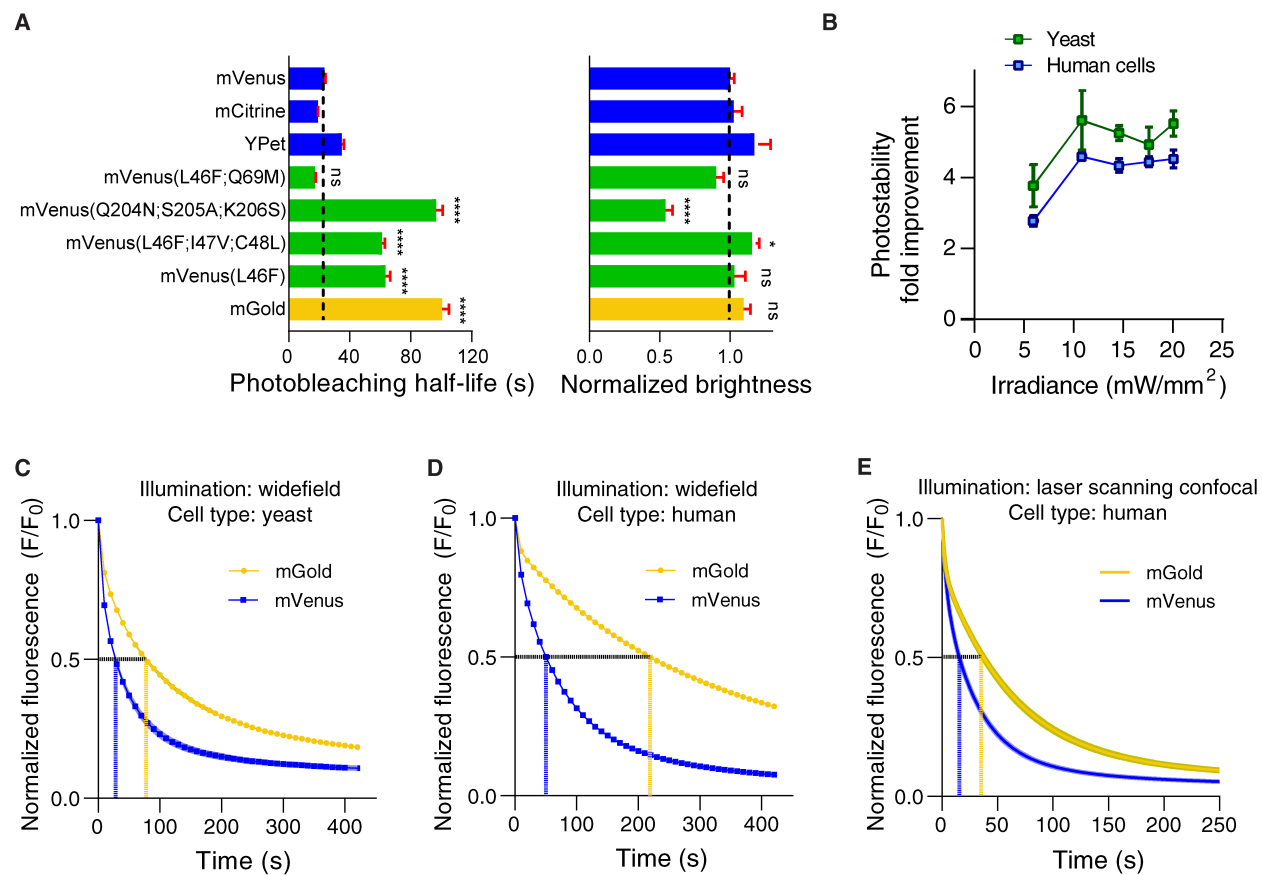 A
mVenus
mCitrine
YPet
mVenus(L46F;Q69M)
mVenus(Q204N;S205A;K206S)
mVenus(L46F;I47V;C48L)
mVenus(L46F)
mGold
ns
****
****
****
****
0
40
80
120
Photobleaching half-life (s)
ns
****
*
ns
ns
0.0
0.5
1.0
Normalized brightness
B
Yeast
Human cells
Photostability
fold improvement
6
4
2
0
0
5
10
15
20
25
Irradiance (mW/mm2)
C
Illumination: widefield
Cell type: yeast
Normalized fluorescence (F/F0)
1.0
0.5
0.0
mGold
mVenus
0
100
200
300
400
Time (s)
D
Illumination: widefield
Cell type: human
Normalized fluorescence (F/F0)
1.0
0.5
0.0
mGold
mVenus
0
100
200
300
400
Time (s)
E
Illumination: laser scanning confocal
Cell type: human
Normalized fluorescence (F/F0)
1.0
0.5
0.0
mGold
mVenus
0
50
100
150
200
250
Time (s)